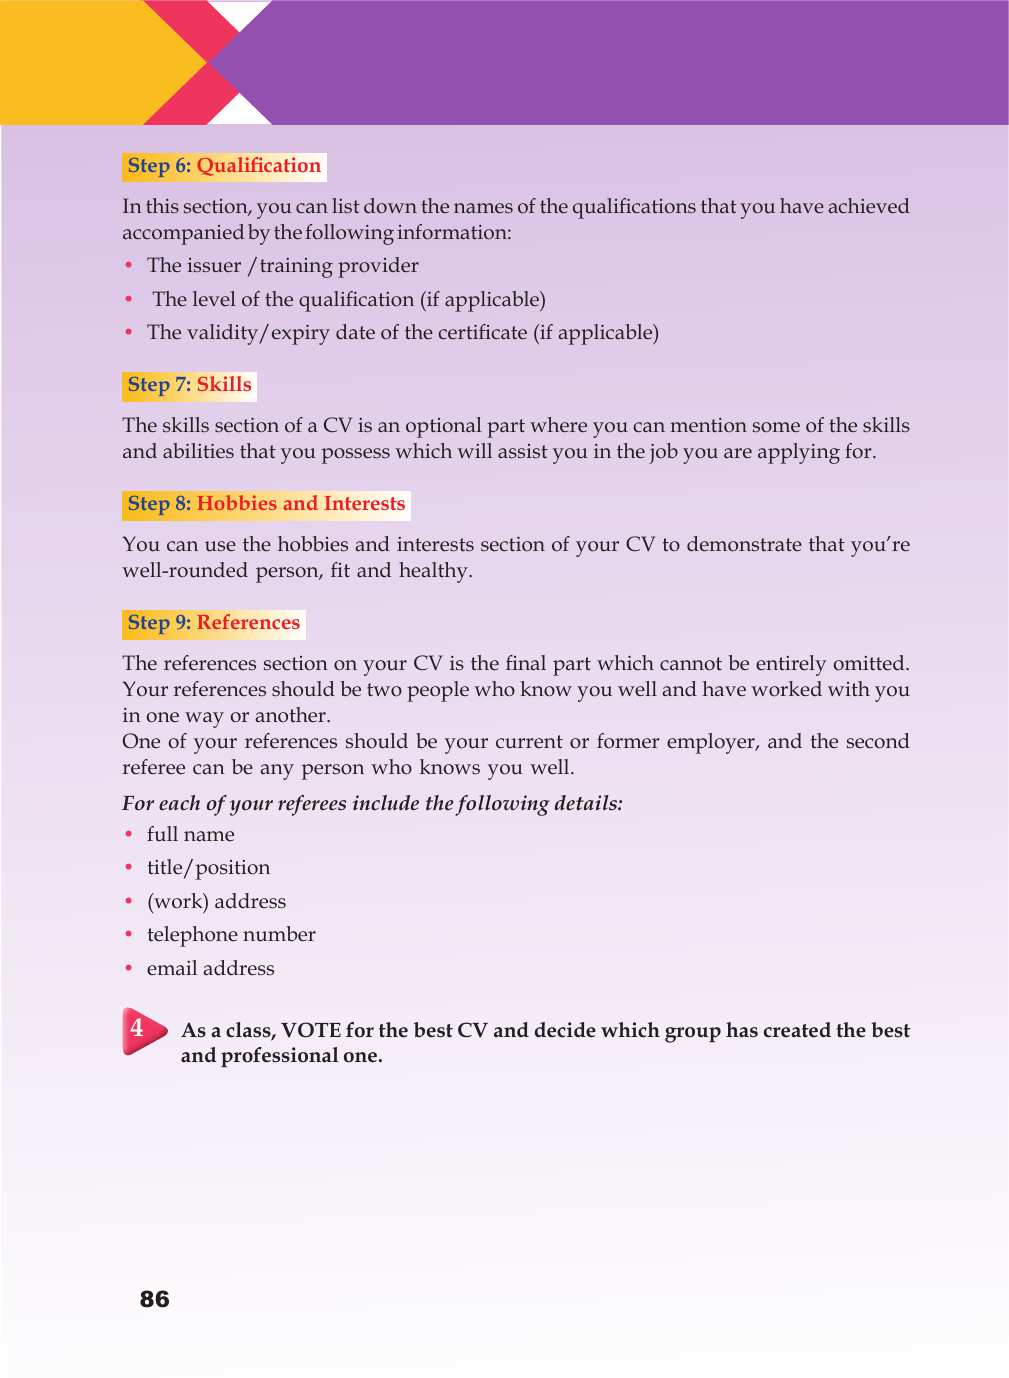 Step 6: Qualification
In this section, you can list down the names of the qualifications that you have achieved
accompanied by the following information:
• The issuer /training provider
• The level of the qualification (if applicable)
• The validity/expiry date of the certificate (if applicable)
Step 7: Skills
The skills section of a CV is an optional part where you can mention some of the skills
and abilities that you possess which will assist you in the job you are applying for.
Step 8: Hobbies and Interests
You can use the hobbies and interests section of your CV to demonstrate that you’re
well-rounded person, fit and healthy.
Step 9: References
The references section on your CV is the final part which cannot be entirely omitted.
Your references should be two people who know you well and have worked with you
in one way or another.
One of your references should be your current or former employer, and the second
referee can be any person who knows you well.
For each of your referees include the following details:
• full name
• title/position
• (work) address
• telephone number
• email address
4 As a class, VOTE for the best CV and decide which group has created the best
and professional one.
86